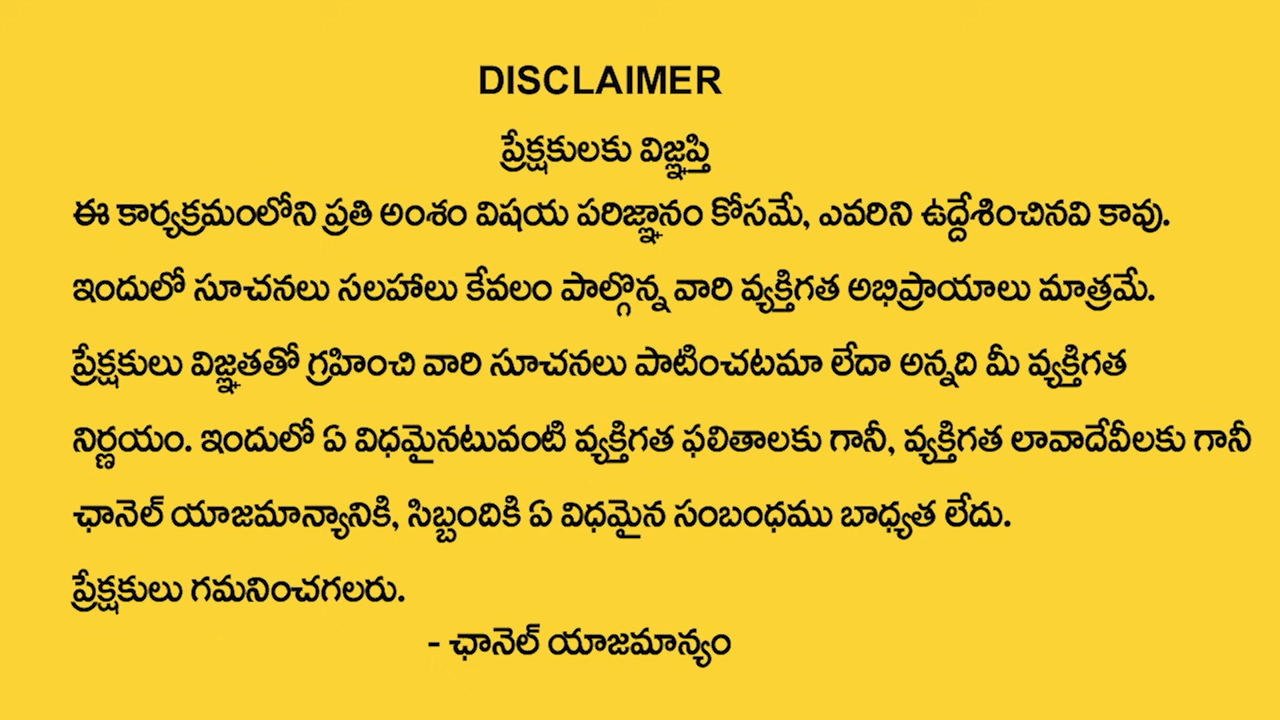 DISCLAIMER
ప్రేక్షకులకు విజ్ఞప్తి
ఈ కార్యక్రమంలోని ప్రతి అంశం విషయ పరిజ్ఞానం కోసమే, ఎవరిని ఉద్దేశించినవి కావు.
ఇందులో సూచనలు సలహాలు కేవలం పాల్గొన్న వారి వ్యక్తిగత అభిప్రాయాలు మాత్రమే.
ప్రేక్షకులు విజ్ఞతతో గ్రహించి వారి సూచనలు పాటించటమా లేదా అన్నది మీ వ్యక్తిగత
నిర్ణయం. ఇందులో ఏ విధమైనటువంటి వ్యక్తిగత ఫలితాలకు గానీ, వ్యక్తిగత లావాదేవీలకు గానీ
ఛానెల్ యాజమాన్యానికి, సిబ్బందికి ఏ విధమైన సంబంధము బాధ్యత లేదు.
ప్రేక్షకులు గమనించగలరు.
- ఛానెల్ యాజమాన్యం